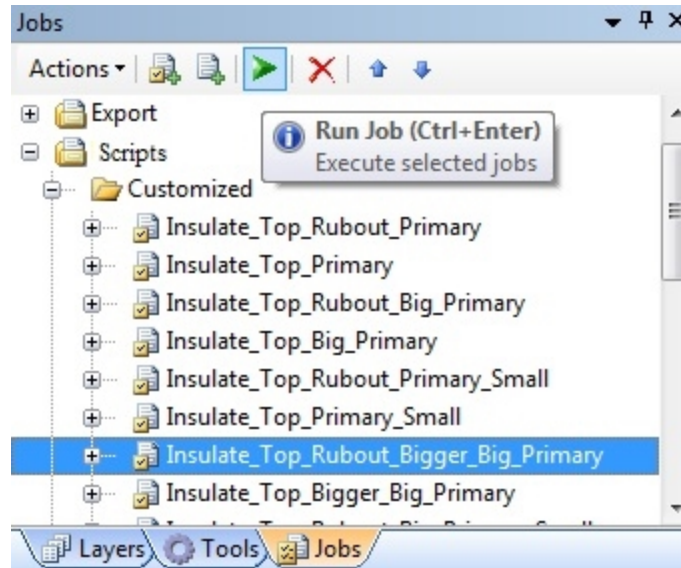 Jobs
Actions
Export
Run Job (Ctrl+Enter)
Execute selected jobs
Scripts
Customized
Insulate_Top_Rubout_Primary
Insulate_Top_Primary
Insulate_Top_Rubout_Big_Primary
Insulate_Top_Big_Primary
Insulate_Top_Rubout_Primary_Small
Insulate_Top_Primary_Small
Insulate_Top_Rubout_Bigger_Big_Primary
Insulate_Top_Bigger_Big_Primary
Layers Tools Jobs